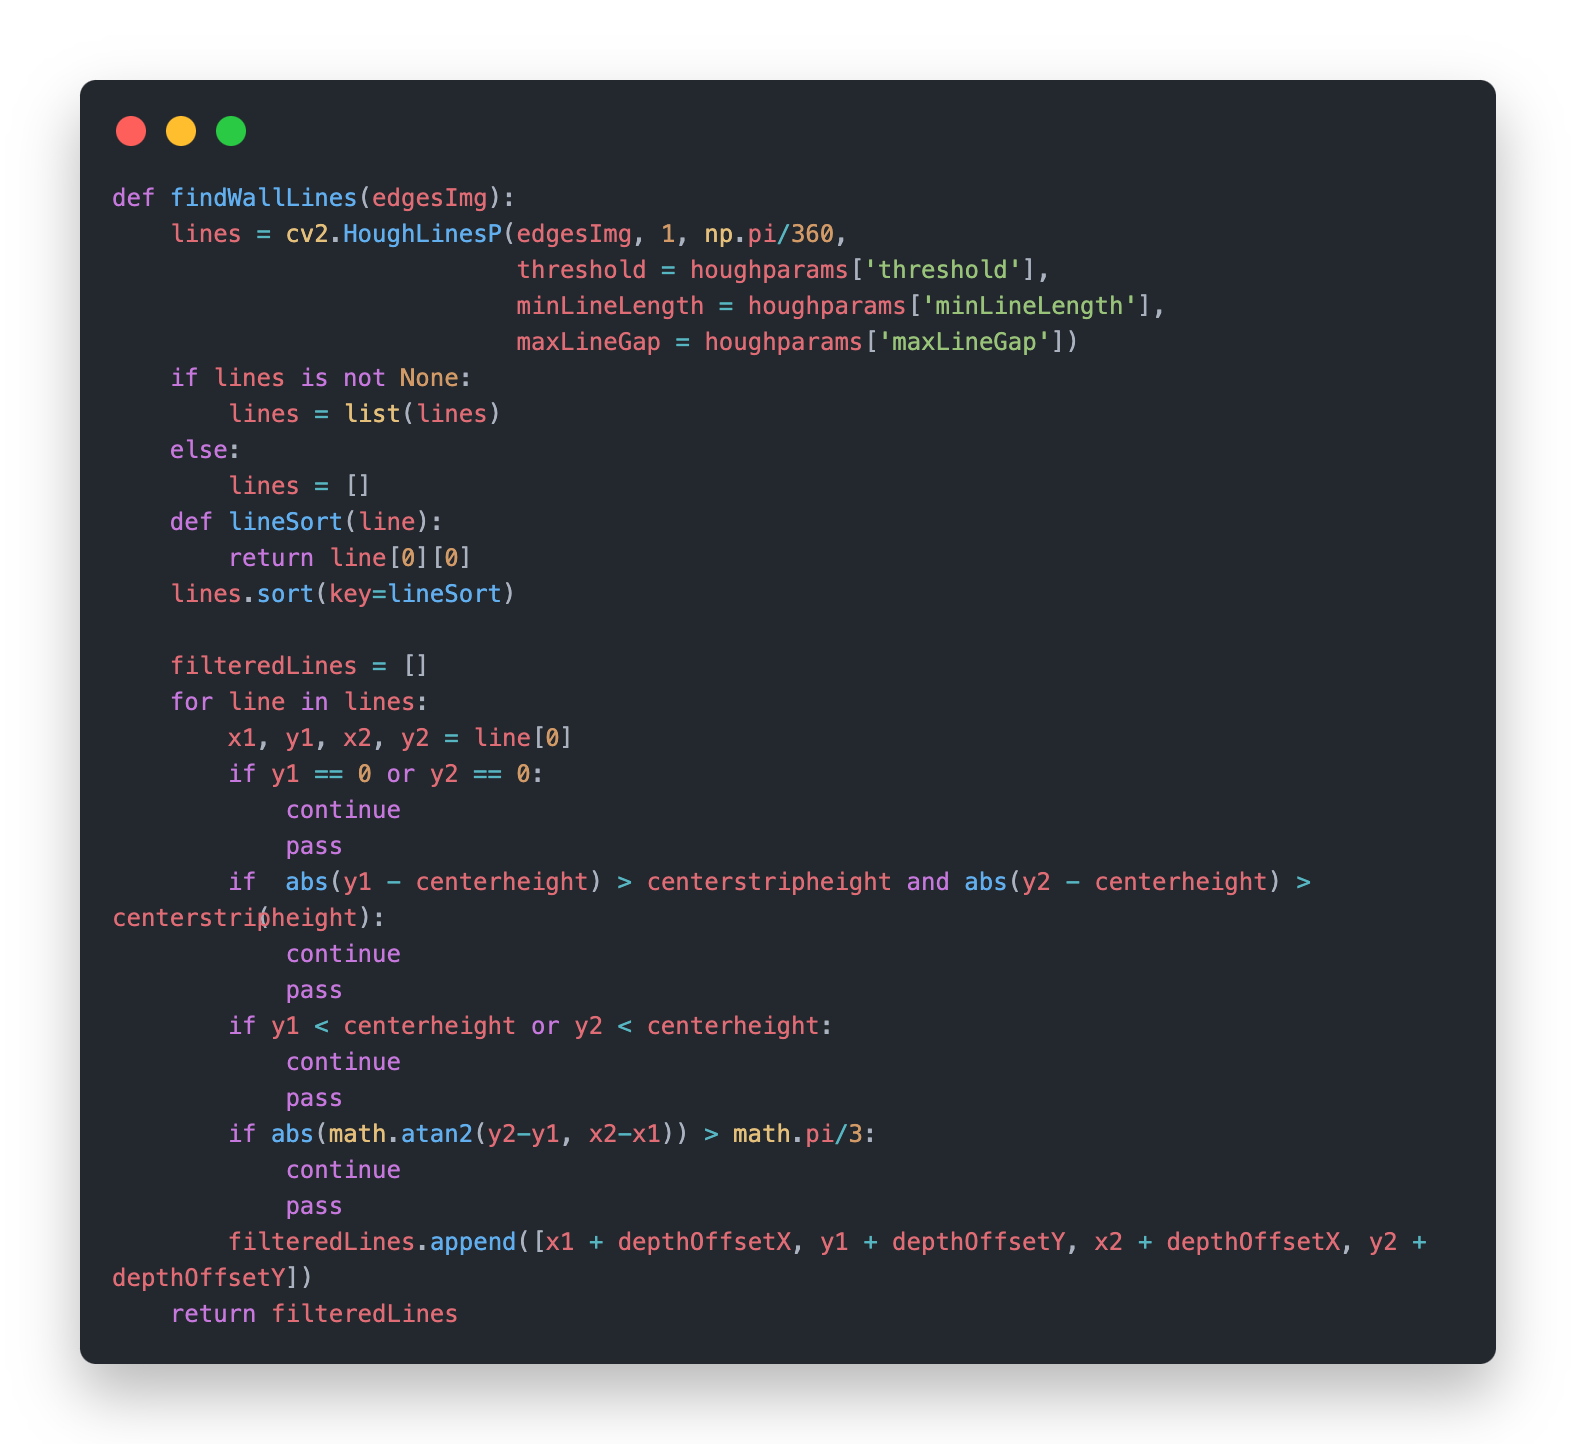 def findWallLines(edgesImg):
    lines = cv2.HoughLinesP(edgesImg, 1, np.pi/360,
                            threshold = houghparams['threshold'],
                            minLineLength = houghparams['minLineLength'],
                            maxLineGap = houghparams['maxLineGap'])
    if lines is not None:
        lines = list(lines)
    else:
        lines = []
    def lineSort(line):
        return line[0][0]
    lines.sort(key=lineSort)

    filteredLines = []
    for line in lines:
        x1, y1, x2, y2 = line[0]
        if y1 == 0 or y2 == 0:
            continue
            pass
        if  abs(y1 - centerheight) > centerstripheight and abs(y2 - centerheight) >
centerstripheight):
            continue
            pass
        if y1 < centerheight or y2 < centerheight:
            continue
            pass
        if abs(math.atan2(y2-y1, x2-x1)) > math.pi/3:
            continue
            pass
        filteredLines.append([x1 + depthOffsetX, y1 + depthOffsetY, x2 + depthOffsetX, y2 +
depthOffsetY])
    return filteredLines